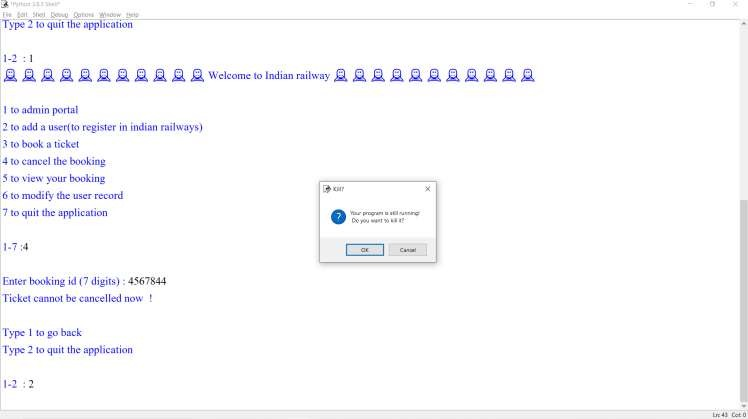 *Python 3.8.5 Shell*
File Edit Shell Debug Options Window Help
Type 2 to quit the application
1-2 : 1
Welcome to Indian railway
1 to admin portal
2 to add a user(to register in indian railways)
3 to book a ticket
4 to cancel the booking
5 to view your booking
6 to modify the user record
7 to quit the application
1-7 :4
Enter booking id (7 digits) : 4567844
Ticket cannot be cancelled now !
Type 1 to go back
Type 2 to quit the application
1-2 : 2
Kill?
Your program is still running!
Do you want to kill it?
OK Cancel
Ln: 43 Col: 0